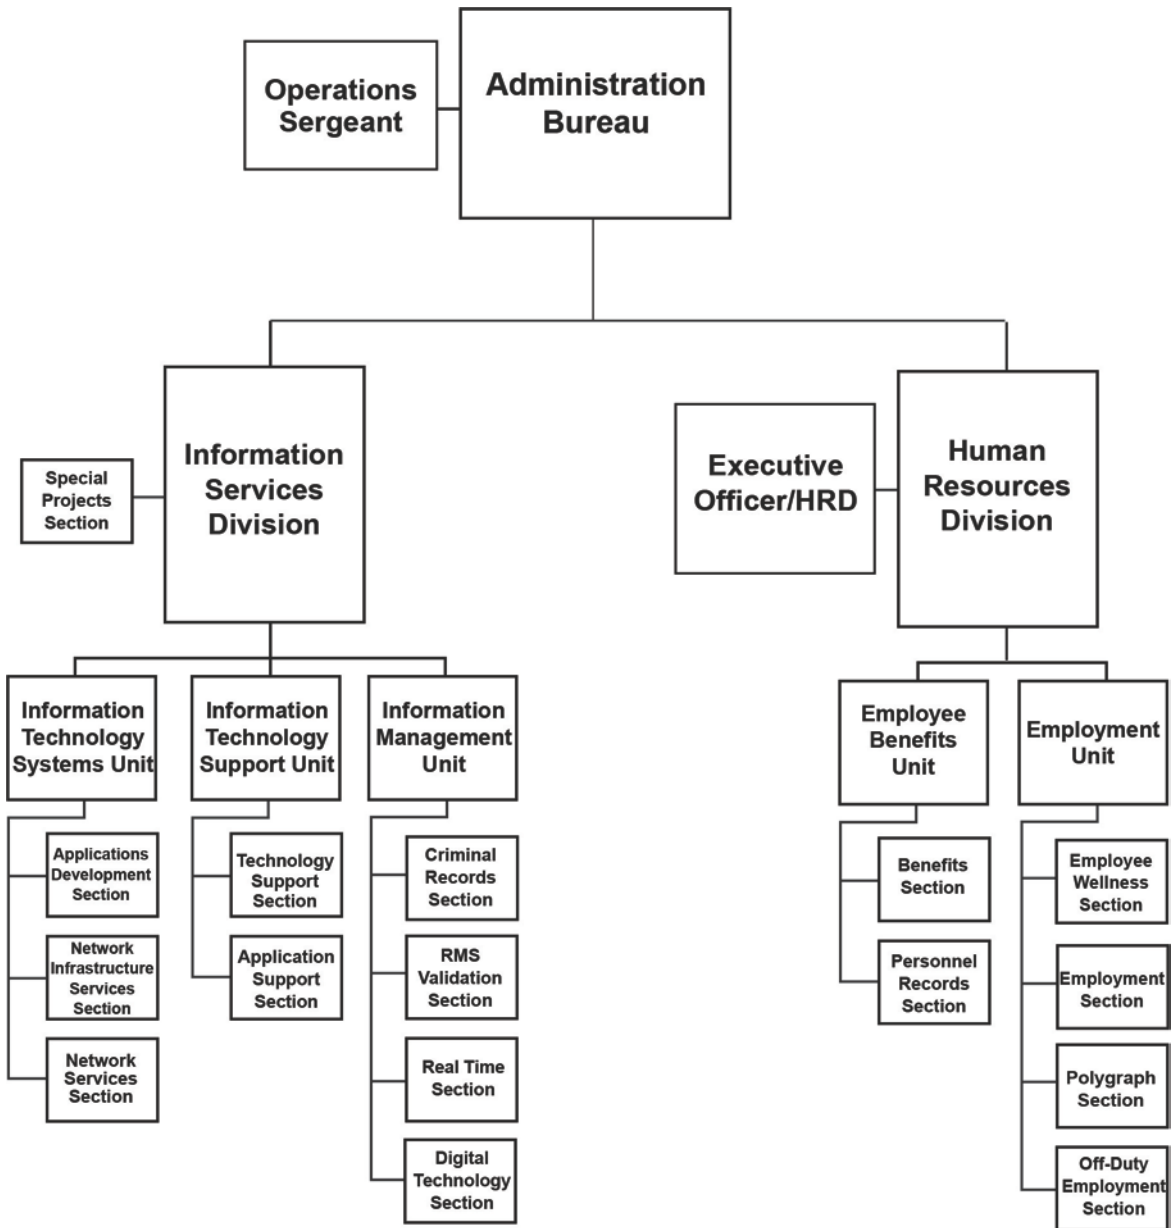 Operations
Sergeant
Administration
Bureau
Special
Projects
Section
Information
Services
Division
Executive
Officer/HRD
Human
Resources
Division
Information
Technology
Systems Unit
Information
Technology
Support Unit
Information
Management
Unit
Employee
Benefits
Unit
Employment
Unit
Applications
Development
Section
Network
Infrastructure
Services
Section
Network
Services
Section
Technology
Support
Section
Application
Support
Section
Criminal
Records
Section
RMS
Validation
Section
Real Time
Section
Digital
Technology
Section
Benefits
Section
Personnel
Records
Section
Employee
Wellness
Section
Employment
Section
Polygraph
Section
Off-Duty
Employment
Section